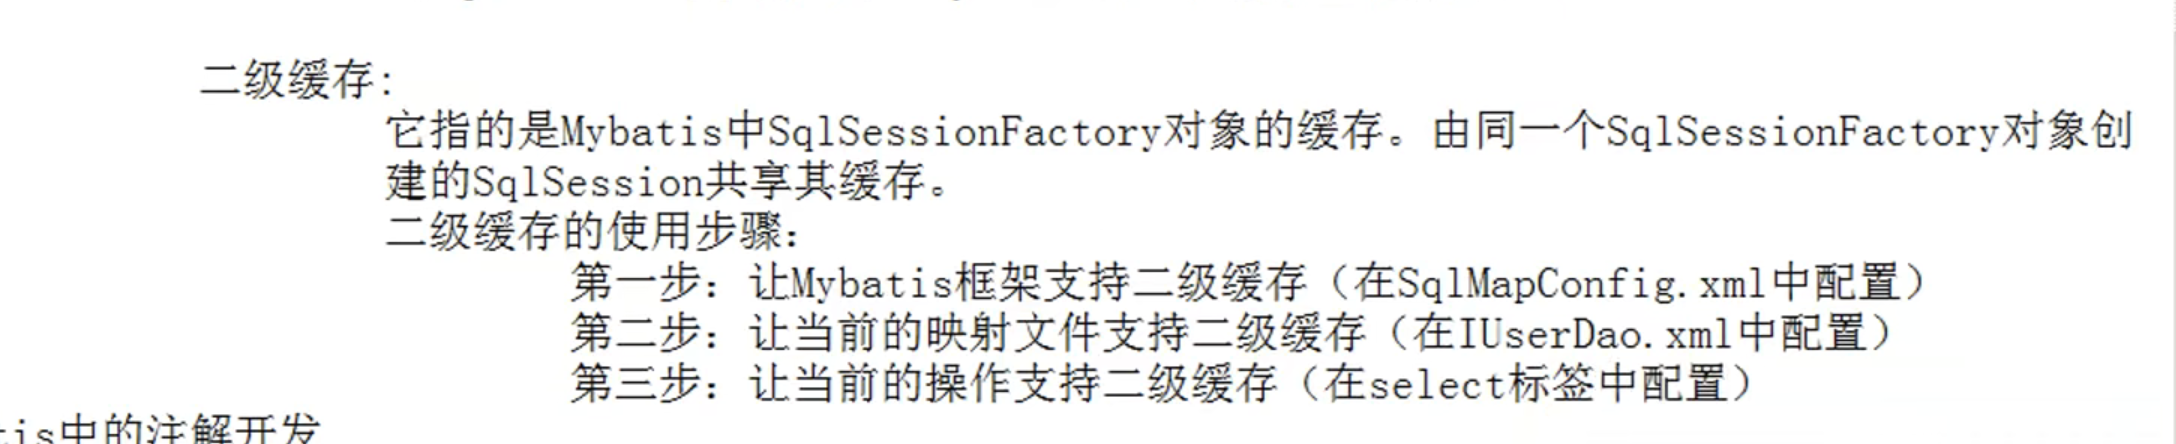 二级缓存:
它指的是Mybatis中SqlSessionFactory对象的缓存。由同一个SqlSessionFactory对象创
建的SqlSession共享其缓存。
二级缓存的使用步骤：
第一步：让Mybatis框架支持二级缓存（在SqlMapConfig.xml中配置）
第二步：让当前的映射文件支持二级缓存（在IUserDao.xml中配置）
第三步：让当前的操作支持二级缓存（在select标签中配置）
tis中的注解开发